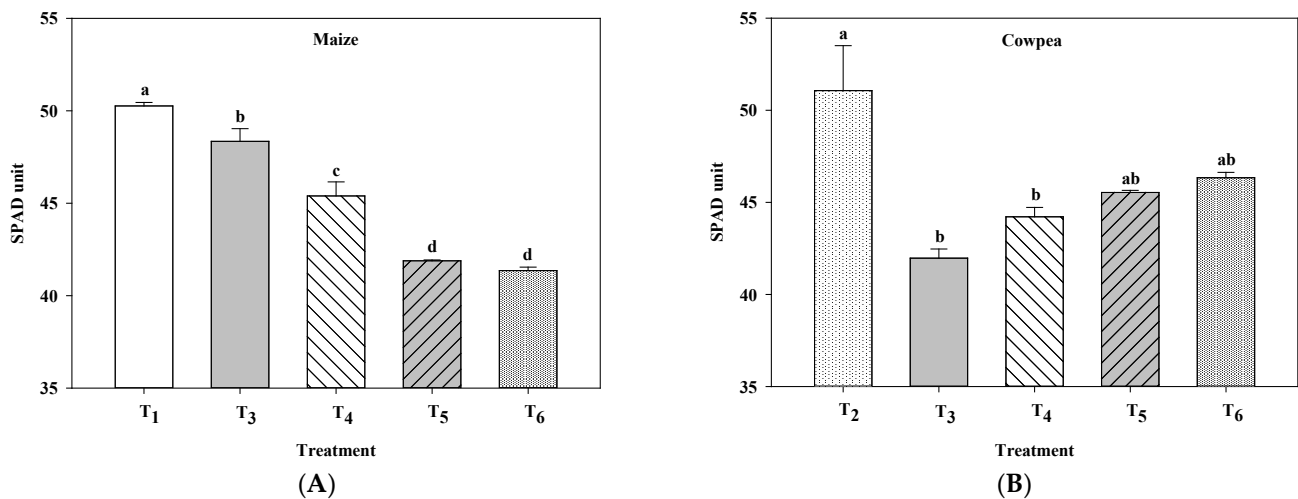 Maize
SPAD unit
55
50
45
40
35
a
b
c
d
d
T1
T3
T4
T5
T6
Treatment
(A)
Cowpea
SPAD unit
55
50
45
40
35
a
b
b
ab
ab
T2
T3
T4
T5
T6
Treatment
(B)